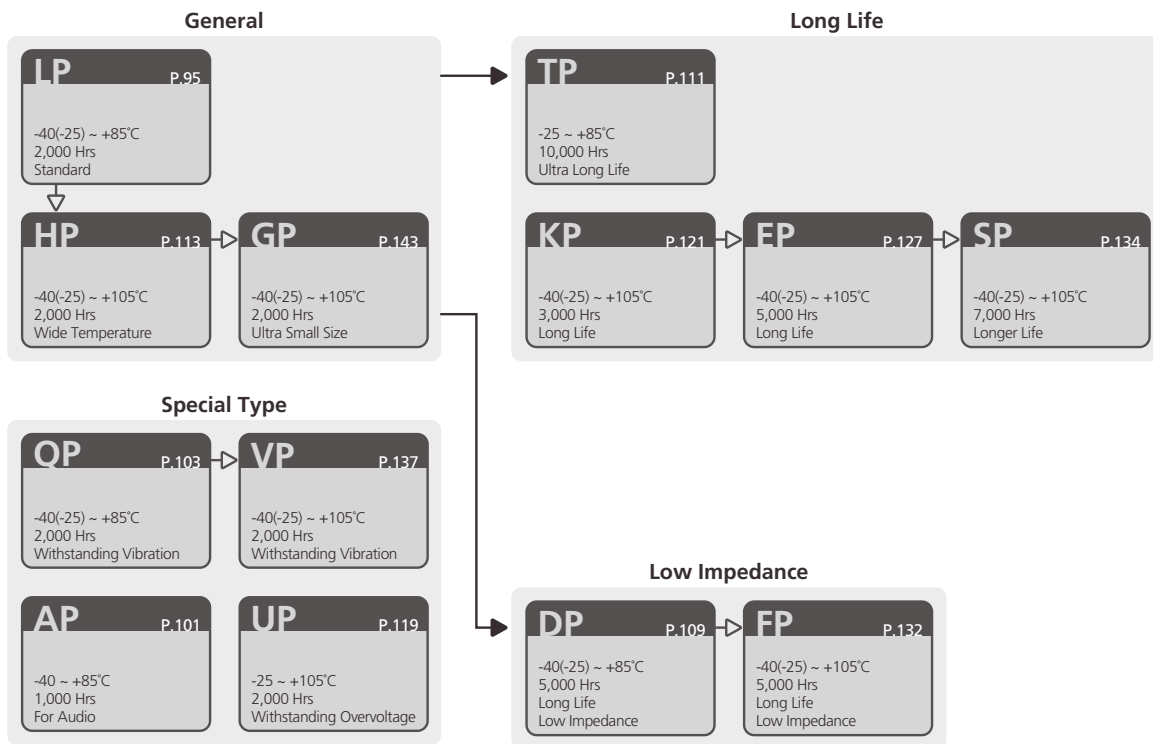 General
LP P.95
-40(-25) ~ +85℃
2,000 Hrs
Standard
HP P.113
-40(-25) ~ +105℃
2,000 Hrs
Wide Temperature
GP P.143
-40(-25) ~ +105℃
2,000 Hrs
Ultra Small Size
Long Life
TP P.111
-25 ~ +85℃
10,000 Hrs
Ultra Long Life
KP P.121
-40(-25) ~ +105℃
3,000 Hrs
Long Life
EP P.127
-40(-25) ~ +105℃
5,000 Hrs
Long Life
SP P.134
-40(-25) ~ +105℃
7,000 Hrs
Longer Life
Special Type
QP P.103
-40(-25) ~ +85℃
2,000 Hrs
Withstanding Vibration
VP P.137
-40(-25) ~ +105℃
2,000 Hrs
Withstanding Vibration
AP P.101
-40 ~ +85℃
1,000 Hrs
For Audio
UP P.119
-25 ~ +105℃
2,000 Hrs
Withstanding Overvoltage
Low Impedance
DP P.109
-40(-25) ~ +85℃
5,000 Hrs
Long Life
Low Impedance
FP P.132
-40(-25) ~ +105℃
5,000 Hrs
Long Life
Low Impedance